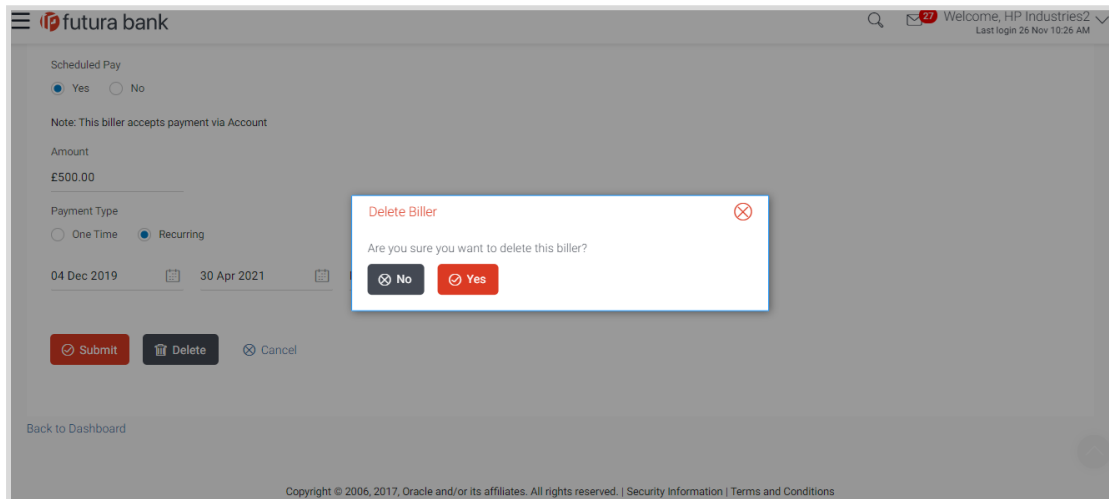 futura bank
27
Welcome, HP Industries2
Last login 26 Nov 10:26 AM
Scheduled Pay
Yes No
Note: This biller accepts payment via Account
Amount
£500.00
Payment Type
One Time Recurring
04 Dec 2019 30 Apr 2021
Delete Biller
Are you sure you want to delete this biller?
No Yes
Submit Delete Cancel
Back to Dashboard
Copyright © 2006, 2017, Oracle and/or its affiliates. All rights reserved. | Security Information | Terms and Conditions